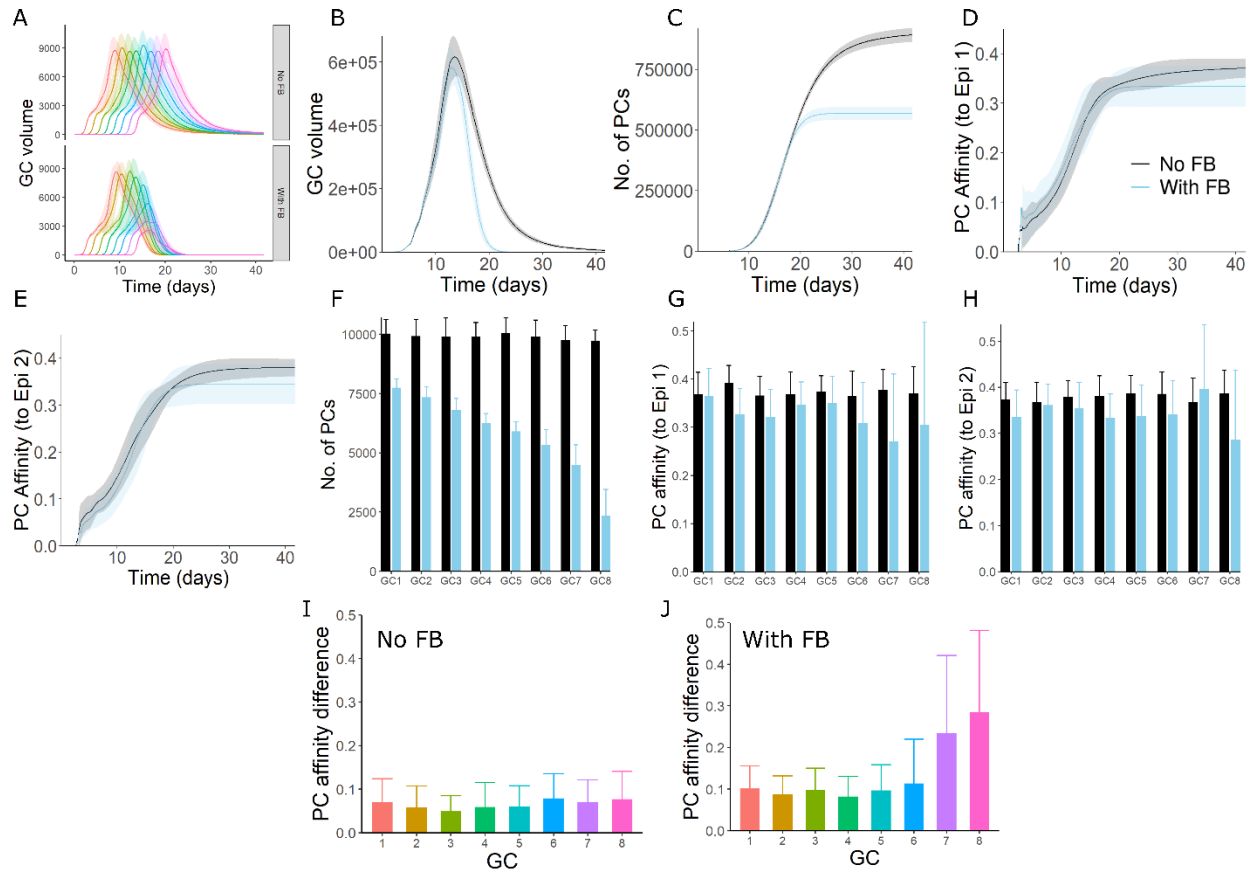 A
GC volume
9000
6000
3000
0
9000
6000
3000
0
No FB
With FB
0 10 20 30 40
Time (days)
B
GC volume
6e+05
4e+05
2e+05
0e+00
10 20 30 40
Time (days)
C
No. of PCs
750000
500000
250000
0
10 20 30 40
Time (days)
D
PC Affinity (to Epi 1)
0.4
0.3
0.2
0.1
0.0
No FB
With FB
10 20 30 40
Time (days)
E
PC Affinity (to Epi 2)
0.4
0.3
0.2
0.1
0.0
10 20 30 40
Time (days)
F
No. of PCs
10000
7500
5000
2500
0
GC1 GC2 GC3 GC4 GC5 GC6 GC7 GC8
G
PC affinity (to Epi 1)
0.5
0.4
0.3
0.2
0.1
0.0
GC1 GC2 GC3 GC4 GC5 GC6 GC7 GC8
H
PC affinity (to Epi 2)
0.5
0.4
0.3
0.2
0.1
0.0
GC1 GC2 GC3 GC4 GC5 GC6 GC7 GC8
I
No FB
PC affinity difference
0.5
0.4
0.3
0.2
0.1
0.0
1 2 3 4 5 6 7 8
GC
J
With FB
PC affinity difference
0.5
0.4
0.3
0.2
0.1
0.0
1 2 3 4 5 6 7 8
GC